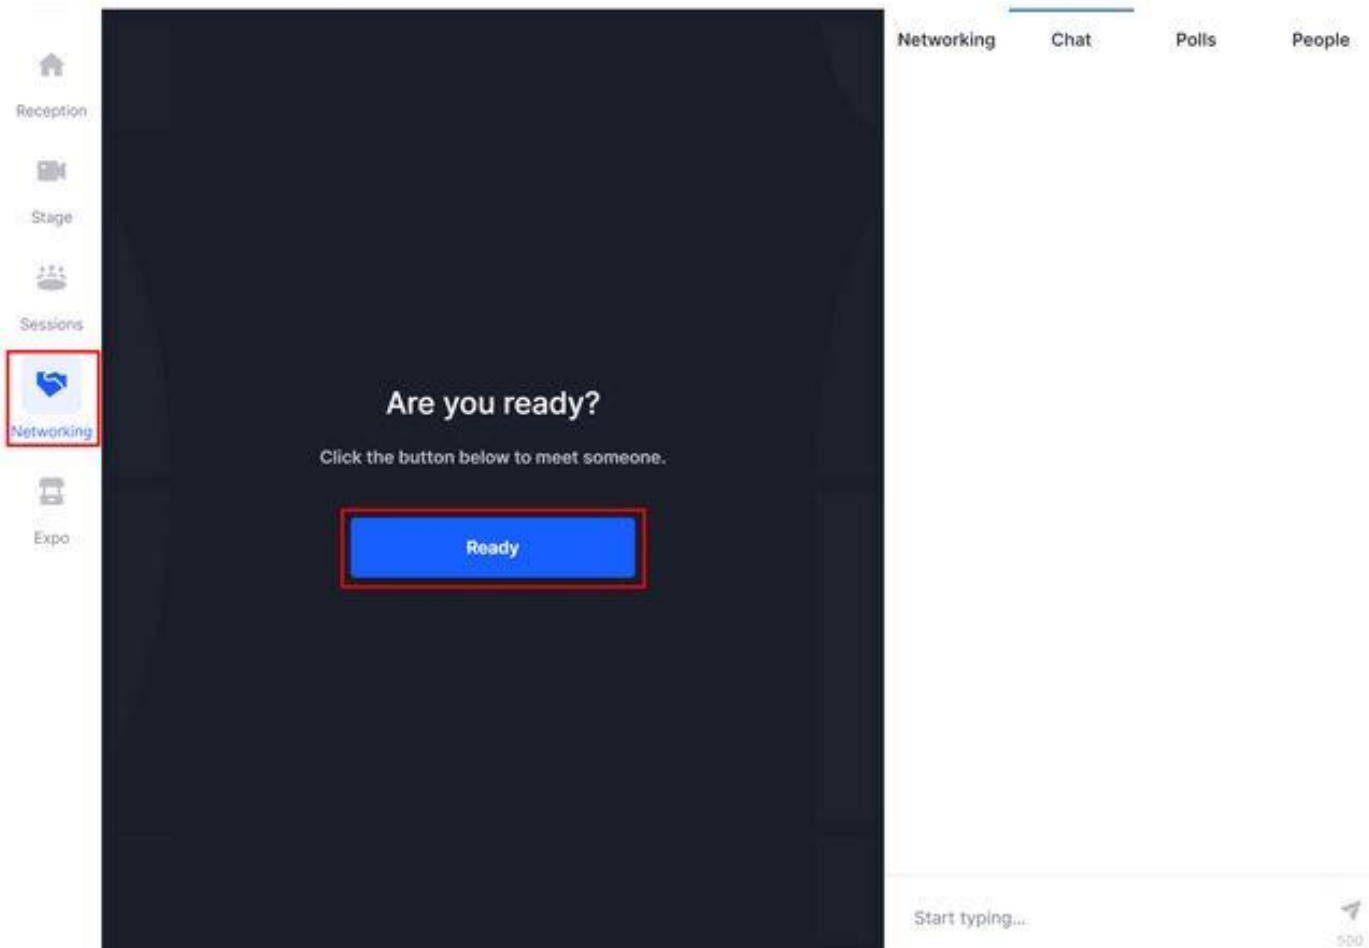 Reception
Stage
Sessions
Networking
Expo
Are you ready?
Click the button below to meet someone.
Ready
Networking Chat Polls People
Start typing...
500